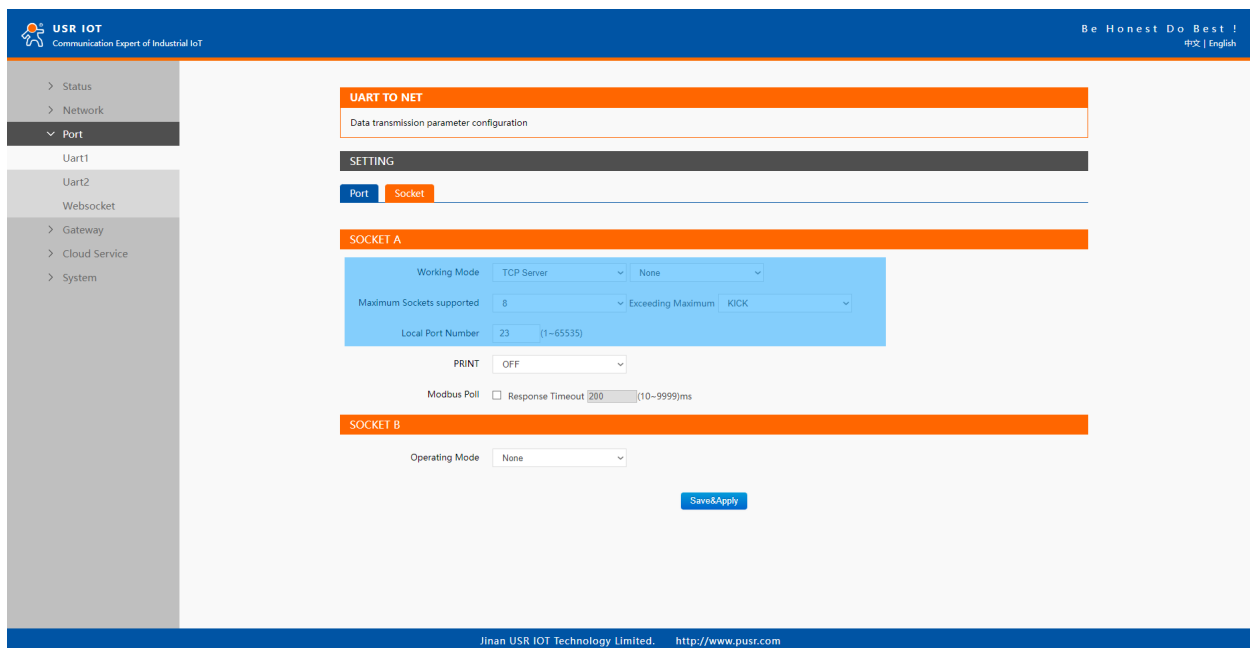 USR IOT
Communication Expert of Industrial IoT
Be Honest Do Best !
中文 | English
Status
Network
Port
Uart1
Uart2
Websocket
Gateway
Cloud Service
System
UART TO NET
Data transmission parameter configuration
SETTING
Port Socket
SOCKET A
Working Mode TCP Server None
Maximum Sockets supported 8 Exceeding Maximum KICK
Local Port Number 23 (1~65535)
PRINT OFF
Modbus Poll Response Timeout 200 (10~9999)ms
SOCKET B
Operating Mode None
Save&Apply
Jinan USR IOT Technology Limited. http://www.pusr.com